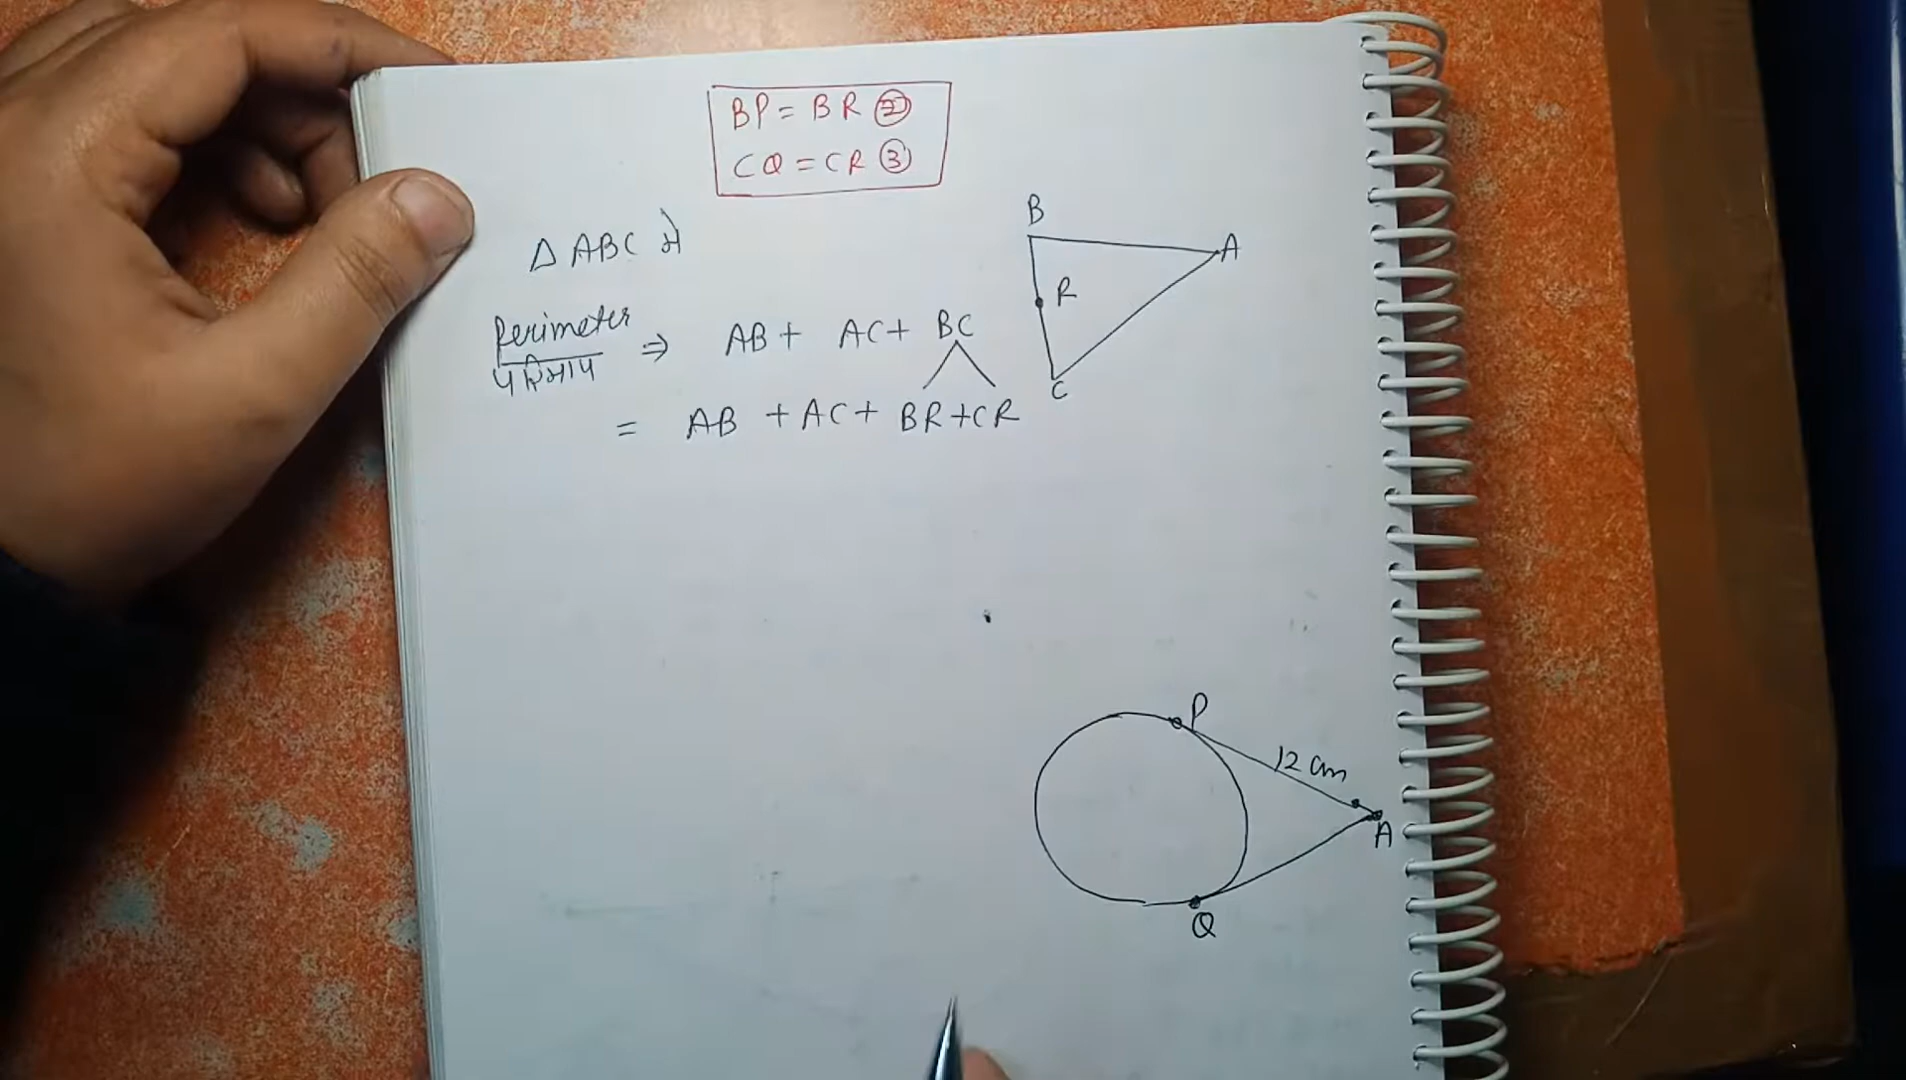 BP = BR ②
CQ = CR ③
Δ ABC में
B
A
R
C
Perimeter ⇒ AB + AC + BC
परिमाप
= AB + AC + BR + CR
P
12 cm
A
Q